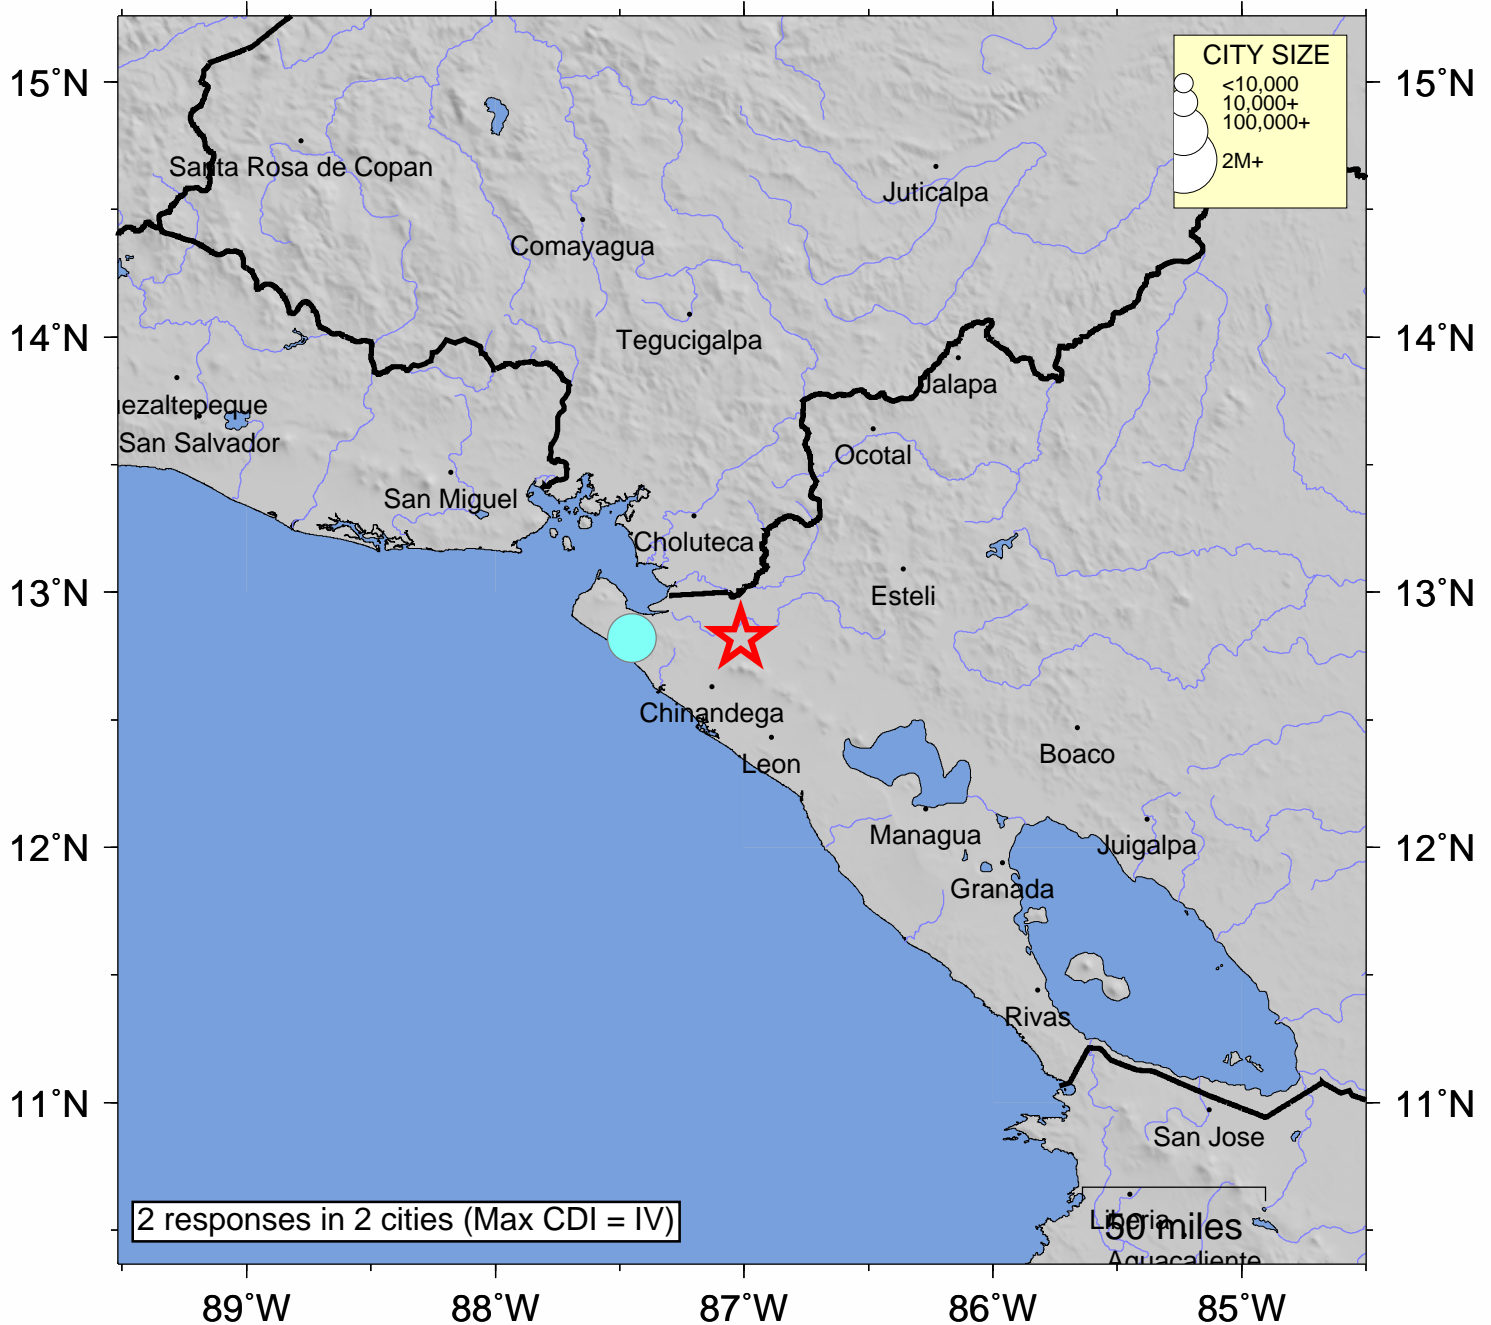 CITY SIZE
<10,000
10,000+
100,000+
2M+
15°N
15°N
Santa Rosa de Copan
Juticalpa
Comayagua
14°N
Tegucigalpa
14°N
Jalapa
uezaltepeque
San Salvador
Ocotal
San Miguel
Choluteca
13°N
Esteli
13°N
Chinandega
Leon
Boaco
12°N
Managua
Juigalpa
12°N
Granada
Rivas
11°N
11°N
San Jose
2 responses in 2 cities (Max CDI = IV)
Liberia
50 miles
Aguacaliente
89°W
88°W
87°W
86°W
85°W